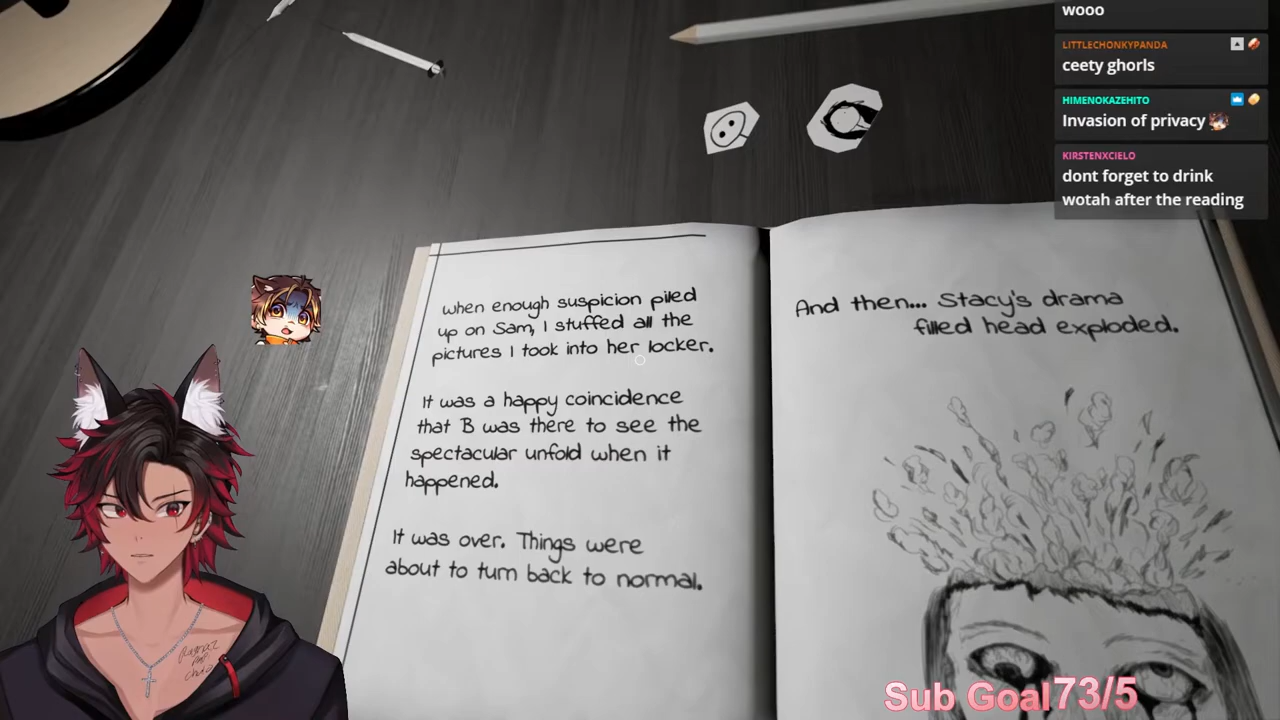 wooo
LITTLECHONKYPANDA
ceety ghorls
HIMENOKAZEHITO
Invasion of privacy
KIRSTENXCIELO
dont forget to drink
wotah after the reading
when enough suspicion piled
up on Sam, I stuffed all the
pictures I took into her locker.
It was a happy coincidence
that B was there to see the
spectacular unfold when it
happened.
It was over. Things were
about to turn back to normal.
And then... Stacy's drama
filled head exploded.
Sub Goal 73/5